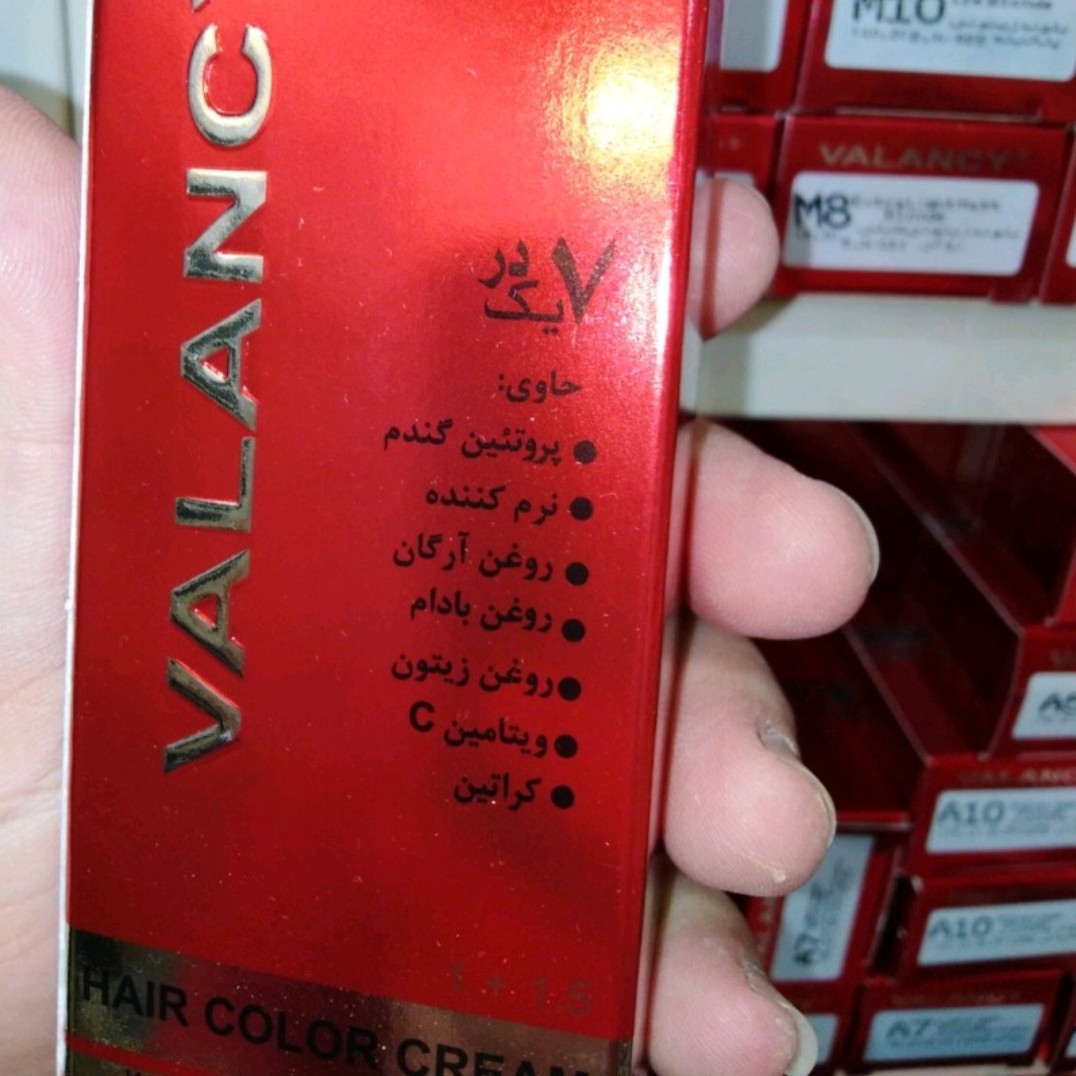 VALANCY
۷ در یک
حاوی:
● پروتئین گندم
● نرم کننده
● روغن آرگان
● روغن بادام
● روغن زیتون
● ویتامین C
● کراتین
1 + 1.5
HAIR COLOR CREAM
M10
VALANCY
M8
A10
A10
A7
A7